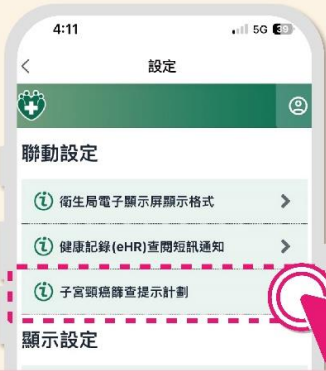 4:11
5G 39
設定
聯動設定
衛生局電子顯示屏顯示格式
健康記錄(eHR)查閱短訊通知
子宮頸癌篩查提示計劃
顯示設定